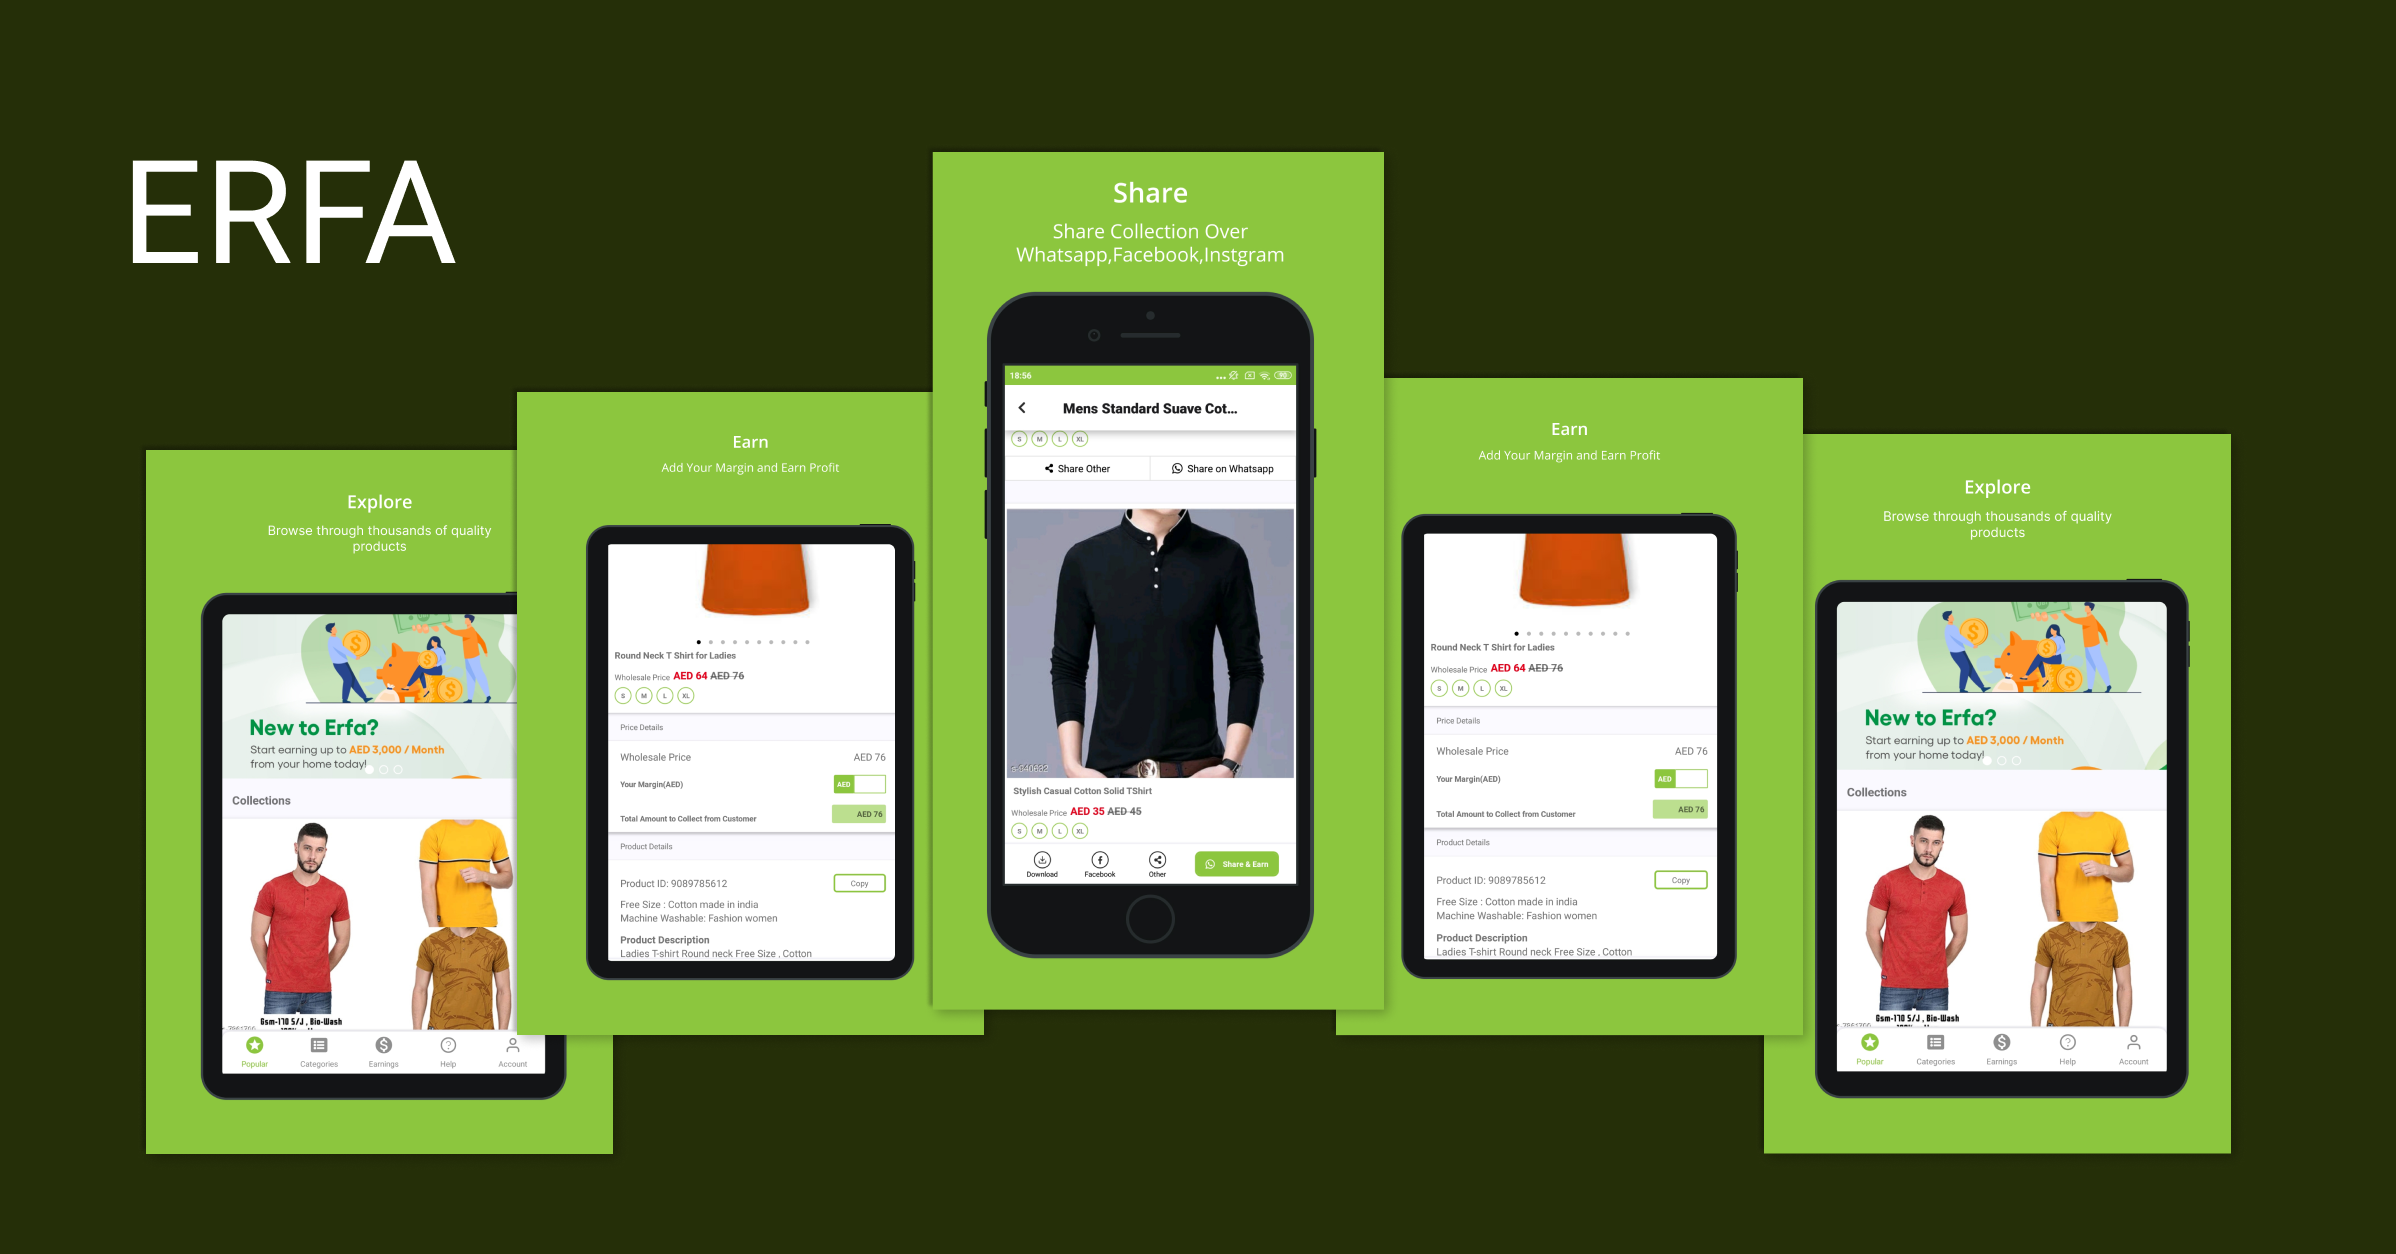 ERFA
Explore
Browse through thousands of quality
products
New to Erfa?
Start earning up to AED 3,000 / Month
from your home today!
Collections
Gsm-170 S/J , Bio-Wash
Popular
Categories
Earnings
Help
Account
Earn
Add Your Margin and Earn Profit
Round Neck T Shirt for Ladies
Wholesale Price AED 64 AED 76
S M L XL
Price Details
Wholesale Price AED 76
Your Margin(AED) AED
Total Amount to Collect from Customer AED 76
Product Details
Product ID: 9089785612 Copy
Free Size : Cotton made in india
Machine Washable: Fashion women
Product Description
Ladies T-shirt Round neck Free Size , Cotton
Share
Share Collection Over
Whatsapp,Facebook,Instgram
18:56
Mens Standard Suave Cot...
S M L XL
Share Other
Share on Whatsapp
Stylish Casual Cotton Solid TShirt
Wholesale Price AED 35 AED 45
S M L XL
Download
Facebook
Other
Share & Earn
Earn
Add Your Margin and Earn Profit
Round Neck T Shirt for Ladies
Wholesale Price AED 64 AED 76
S M L XL
Price Details
Wholesale Price AED 76
Your Margin(AED) AED
Total Amount to Collect from Customer AED 76
Product Details
Product ID: 9089785612 Copy
Free Size : Cotton made in india
Machine Washable: Fashion women
Product Description
Ladies T-shirt Round neck Free Size , Cotton
Explore
Browse through thousands of quality
products
New to Erfa?
Start earning up to AED 3,000 / Month
from your home today!
Collections
Gsm-170 S/J , Bio-Wash
Popular
Categories
Earnings
Help
Account